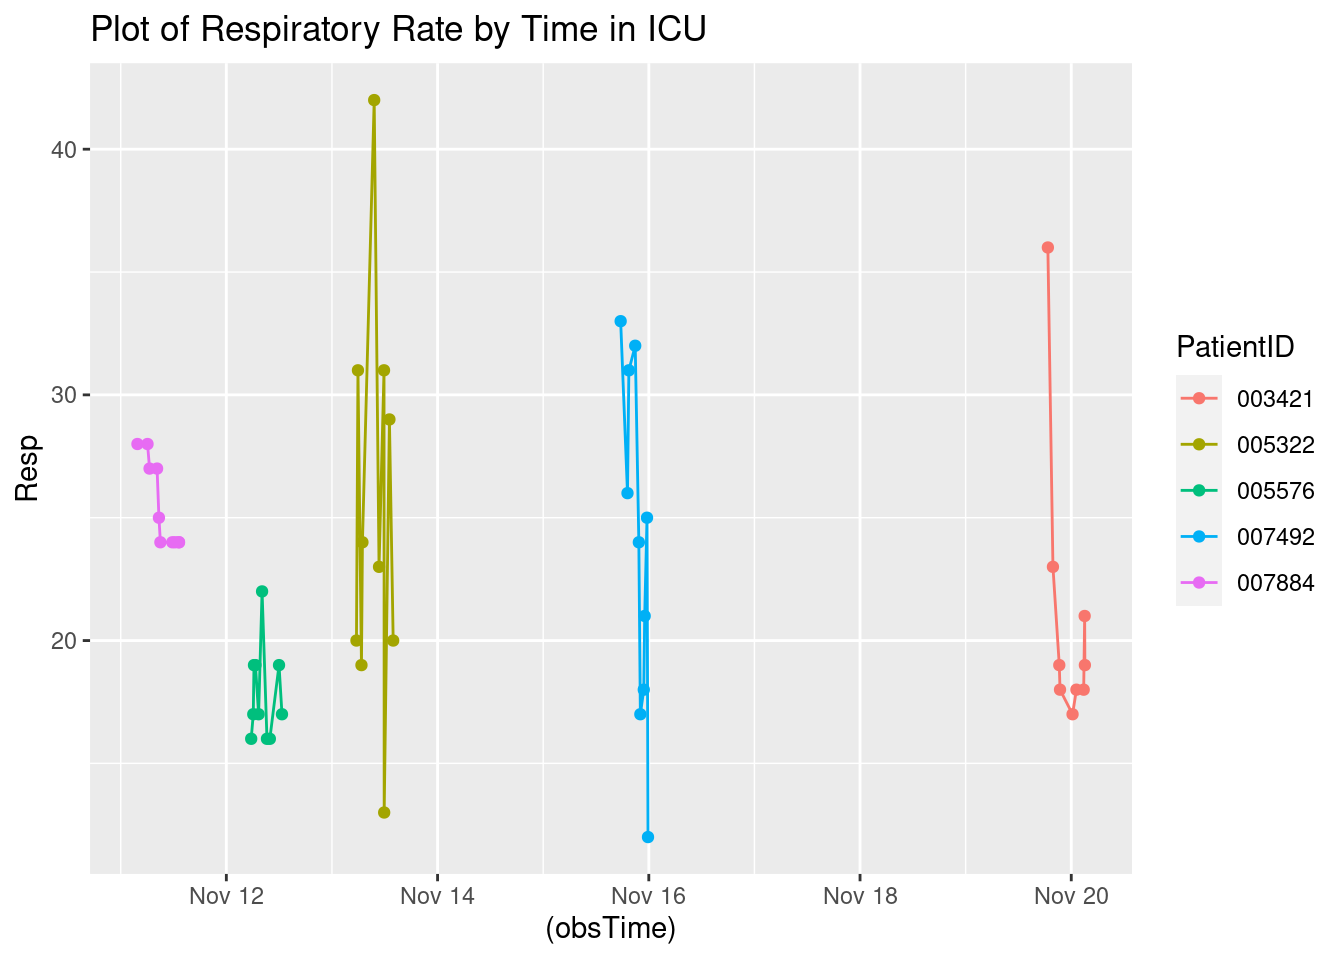 Plot of Respiratory Rate by Time in ICU
40
30
20
Resp
Nov 12
Nov 14
Nov 16
Nov 18
Nov 20
(obsTime)
PatientID
003421
005322
005576
007492
007884